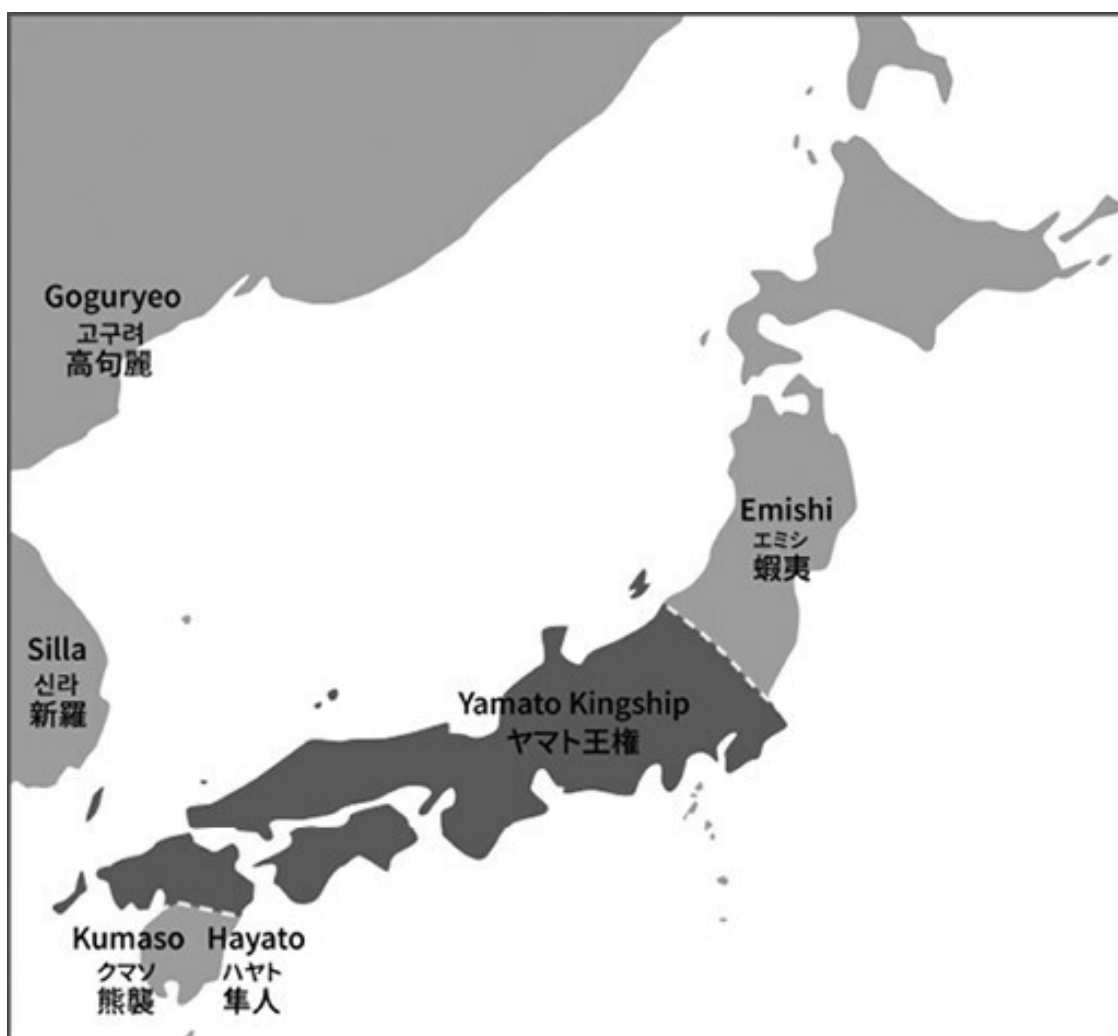 Goguryeo
고구려
高句麗
Emishi
エミシ
蝦夷
Silla
신라
新羅
Yamato Kingship
ヤマト王権
Kumaso
クマソ
熊襲
Hayato
ハヤト
隼人